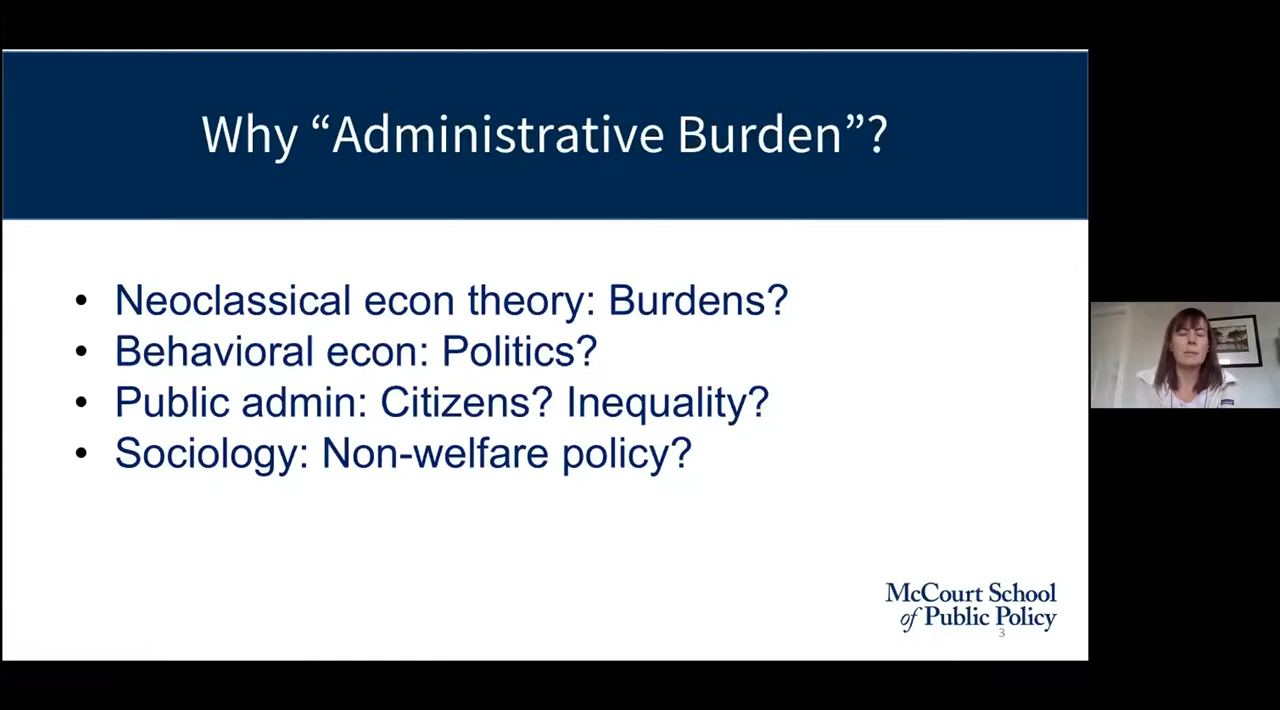 Why “Administrative Burden”?
• Neoclassical econ theory: Burdens?
• Behavioral econ: Politics?
• Public admin: Citizens? Inequality?
• Sociology: Non-welfare policy?
McCourt School
of Public Policy
3